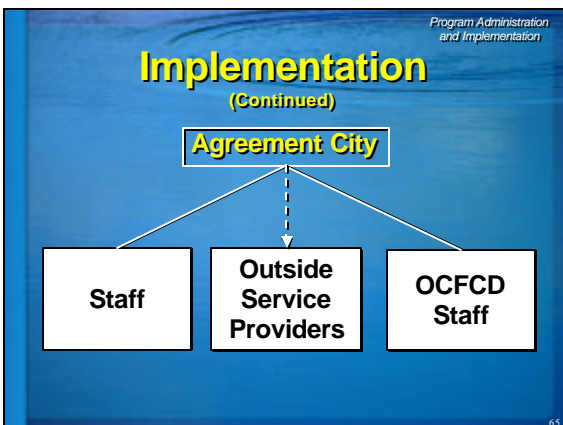 Program Administration
and Implementation
Implementation
(Continued)
Agreement City
Staff
Outside
Service
Providers
OCFCD
Staff
65